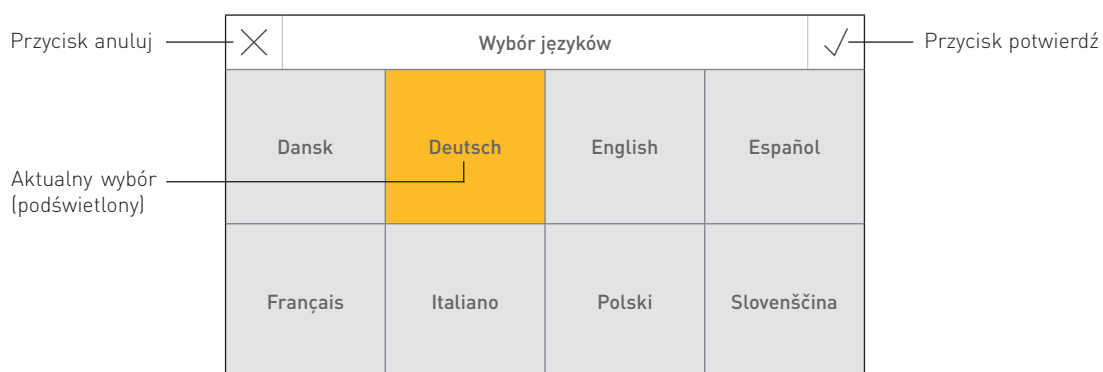 Przycisk anuluj
Wybór języków
Przycisk potwierdź
Dansk
Deutsch
English
Español
Aktualny wybór
(podświetlony)
Français
Italiano
Polski
Slovenščina